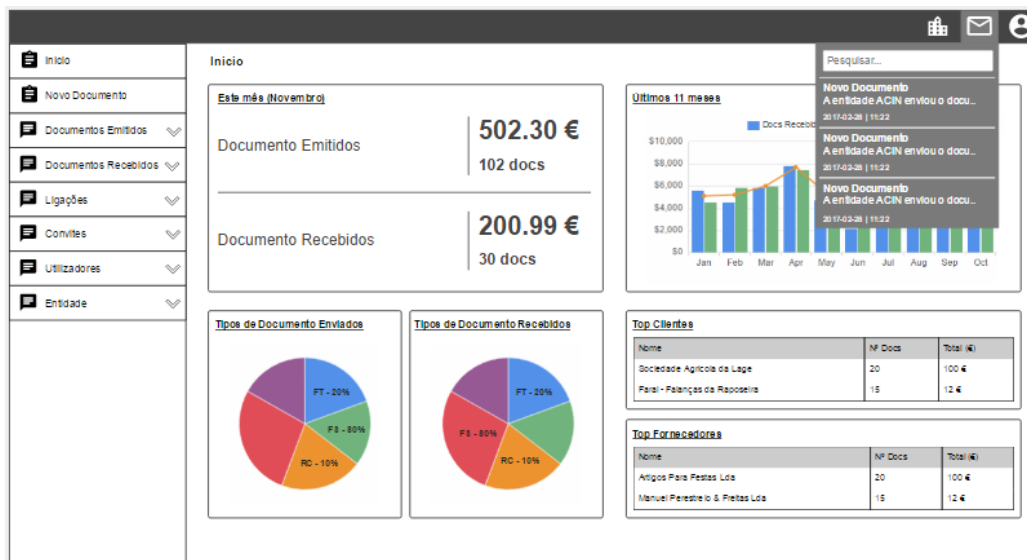 Inicio
Novo Documento
Documentos Emitidos
Documentos Recebidos
Ligações
Convites
Utilizadores
Entidade
Inicio
Este mês (Novembro)
Documento Emitidos
502.30 €
102 docs
Documento Recebidos
200.99 €
30 docs
Últimos 11 meses
Docs Recebid
$10,000
$8,000
$6,000
$4,000
$2,000
$0
Jan Feb Mar Apr May Jun Jul Aug Sep Oct
Pesquisar...
Novo Documento
A entidade ACIN enviou o docu...
2017-02-28 | 11:22
Novo Documento
A entidade ACIN enviou o docu...
2017-02-28 | 11:22
Novo Documento
A entidade ACIN enviou o docu...
2017-02-28 | 11:22
Tipos de Documento Enviados
FT - 20%
FS - 80%
RC - 10%
Tipos de Documento Recebidos
FT - 20%
FS - 80%
RC - 10%
Top Clientes
Nome Nº Docs Total (€)
Sociedade Agricola da Lage 20 100 €
Faral - Faianças da Raposeira 15 12 €
Top Fornecedores
Nome Nº Docs Total (€)
Artigos Para Festas Lda 20 100 €
Manuel Perestrelo & Freitas Lda 15 12 €